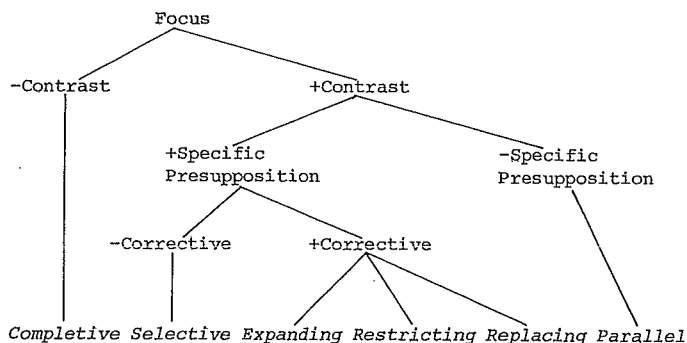 Focus
-Contrast +Contrast
+Specific Presupposition -Specific Presupposition
-Corrective +Corrective
Completive Selective Expanding Restricting Replacing Parallel